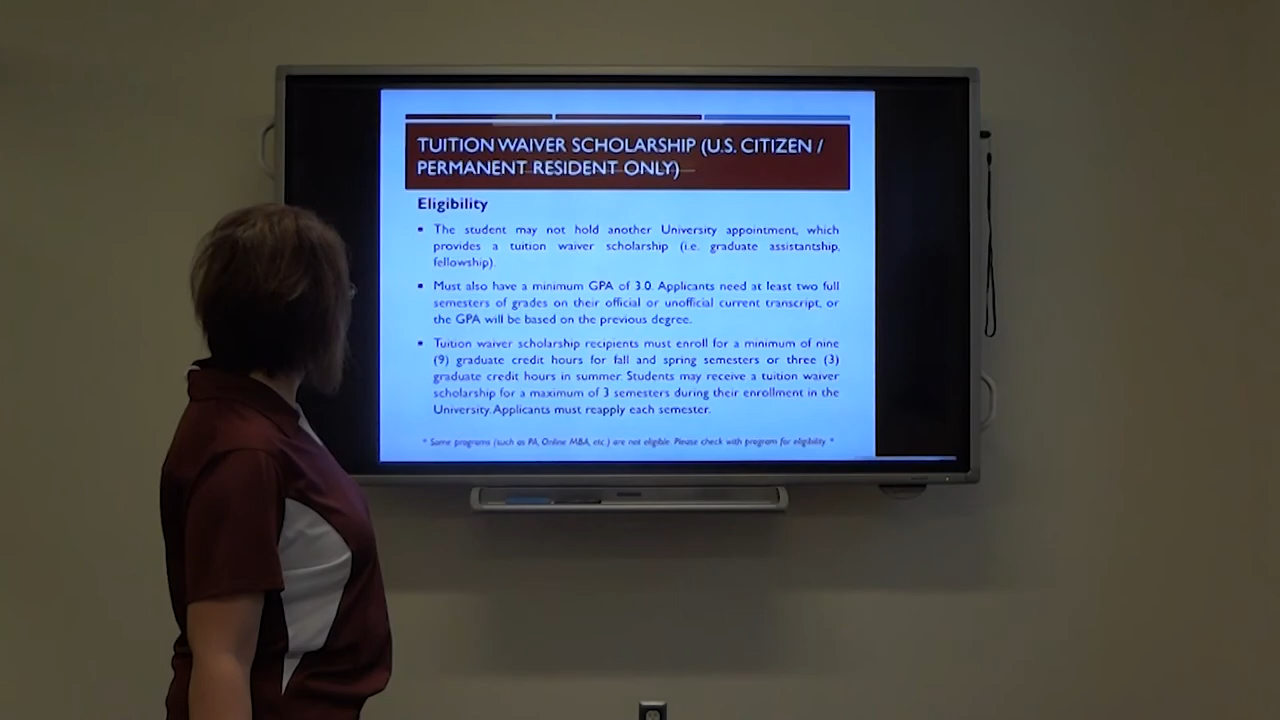 TUITION WAIVER SCHOLARSHIP (U.S. CITIZEN /
PERMANENT RESIDENT ONLY)
Eligibility
▪ The student may not hold another University appointment, which
provides a tuition waiver scholarship (i.e. graduate assistantship,
fellowship).
▪ Must also have a minimum GPA of 3.0. Applicants need at least two full
semesters of grades on their official or unofficial current transcript, or
the GPA will be based on the previous degree.
▪ Tuition waiver scholarship recipients must enroll for a minimum of nine
(9) graduate credit hours for fall and spring semesters or three (3)
graduate credit hours in summer. Students may receive a tuition waiver
scholarship for a maximum of 3 semesters during their enrollment in the
University. Applicants must reapply each semester.
* Some programs (such as PA, Online MBA, etc.) are not eligible. Please check with program for eligibility. *